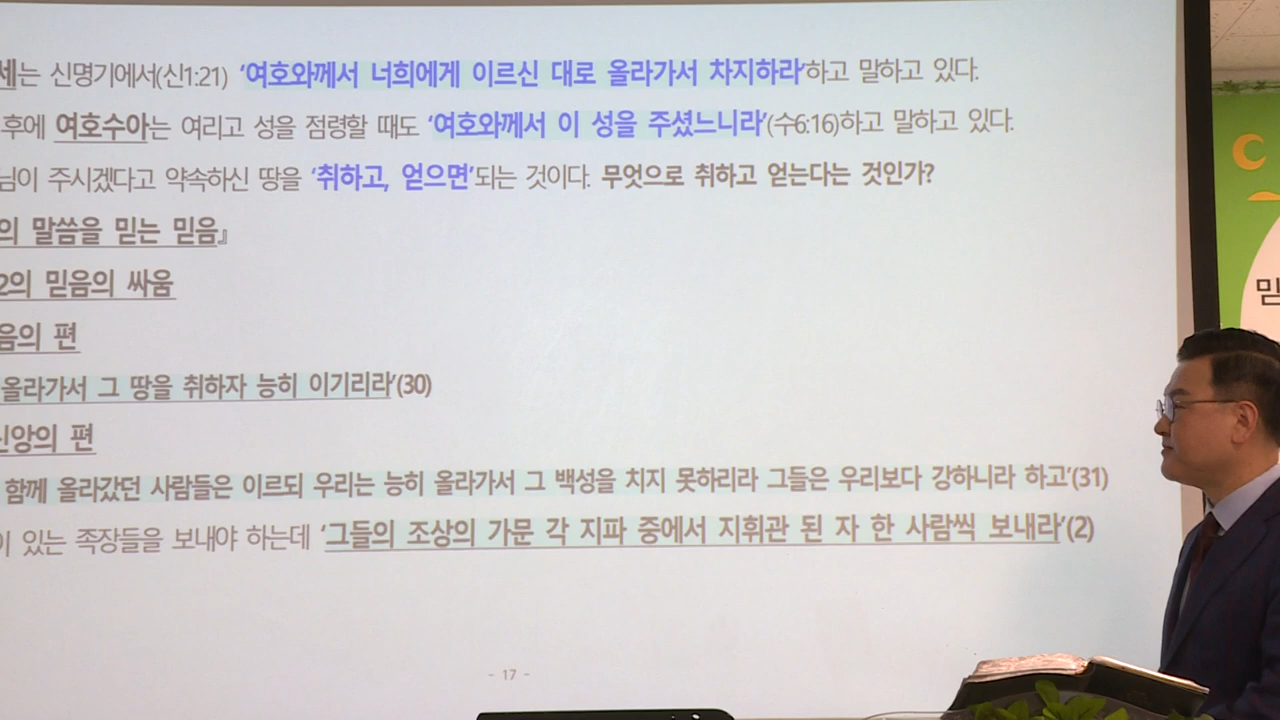 세는 신명기에서(신1:21) ‘여호와께서 너희에게 이르신 대로 올라가서 차지하라’하고 말하고 있다.
후에 여호수아는 여리고 성을 점령할 때도 ‘여호와께서 이 성을 주셨느니라’(수6:16)하고 말하고 있다.
님이 주시겠다고 약속하신 땅을 ‘취하고, 얻으면’되는 것이다. 무엇으로 취하고 얻는다는 것인가?
의 말씀을 믿는 믿음』
2의 믿음의 싸움
음의 편
올라가서 그 땅을 취하자 능히 이기리라’(30)
신앙의 편
함께 올라갔던 사람들은 이르되 우리는 능히 올라가서 그 백성을 치지 못하리라 그들은 우리보다 강하니라 하고’(31)
이 있는 족장들을 보내야 하는데 ‘그들의 조상의 가문 각 지파 중에서 지휘관 된 자 한 사람씩 보내라’(2)
- 17 -
믿